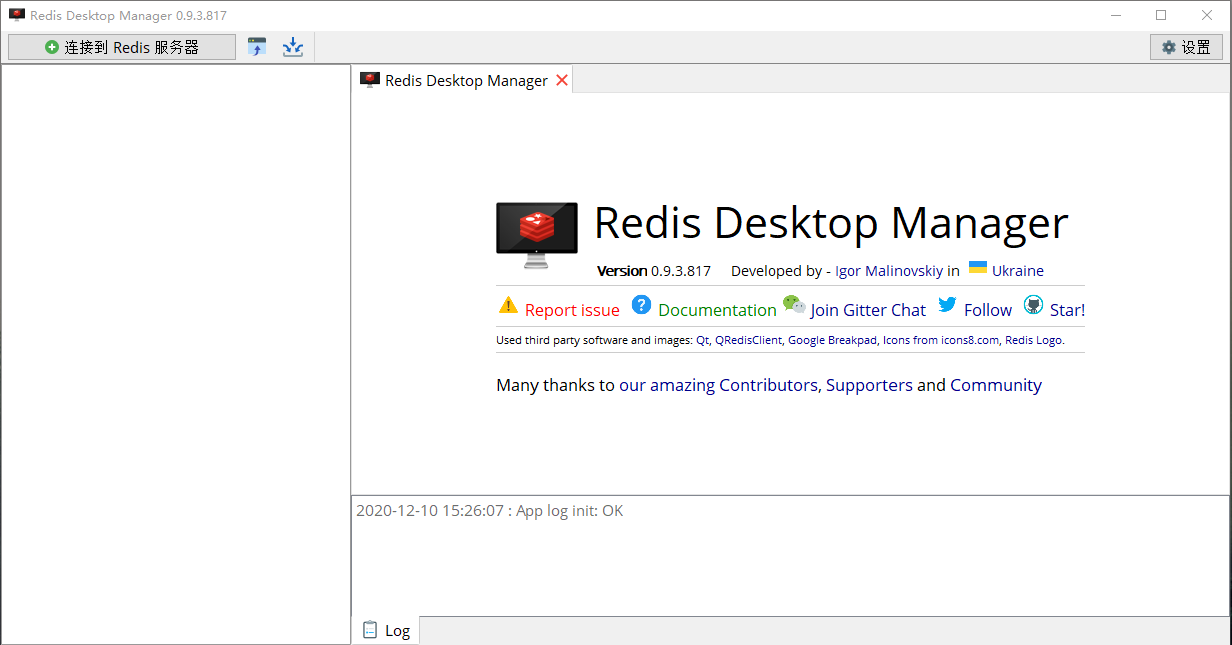 Redis Desktop Manager 0.9.3.817
连接到 Redis 服务器
设置
Redis Desktop Manager
Redis Desktop Manager
Version 0.9.3.817 Developed by - Igor Malinovskiy in Ukraine
Report issue Documentation Join Gitter Chat Follow Star!
Used third party software and images: Qt, QRedisClient, Google Breakpad, Icons from icons8.com, Redis Logo.
Many thanks to our amazing Contributors, Supporters and Community
2020-12-10 15:26:07 : App log init: OK
Log